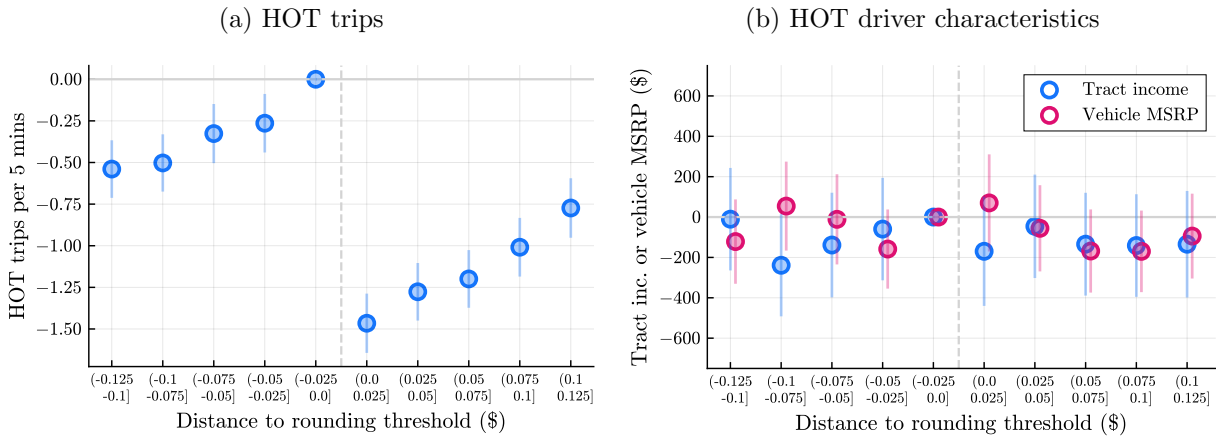 (a) HOT trips
HOT trips per 5 mins
0.00
−0.25
−0.50
−0.75
−1.00
−1.25
−1.50
(-0.125 (-0.1 (-0.075 (-0.05 (-0.025 (0.0 (0.025 (0.05 (0.075 (0.1
-0.1] -0.075] -0.05] -0.025] 0.0] 0.025] 0.05] 0.075] 0.1] 0.125]
Distance to rounding threshold ($)
(b) HOT driver characteristics
Tract inc. or vehicle MSRP ($)
600
400
200
0
−200
−400
−600
Tract income
Vehicle MSRP
(-0.125 (-0.1 (-0.075 (-0.05 (-0.025 (0.0 (0.025 (0.05 (0.075 (0.1
-0.1] -0.075] -0.05] -0.025] 0.0] 0.025] 0.05] 0.075] 0.1] 0.125]
Distance to rounding threshold ($)